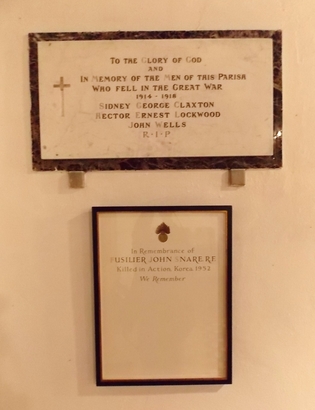 To the Glory of God
and
In Memory of the Men of this Parish
Who fell in the Great War
1914 - 1918
Sidney George Claxton
Hector Ernest Lockwood
John Wells
R·I·P
In Remembrance of
FUSILIER JOHN SNARE R.F.
Killed in Action Korea 1952
We Remember